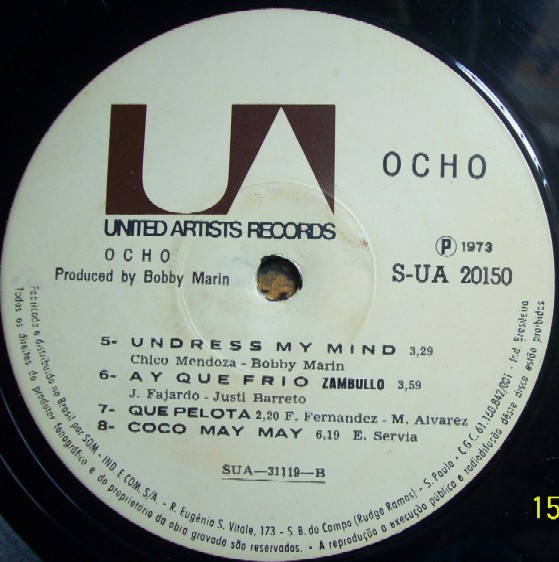 UA
OCHO
UNITED ARTISTS RECORDS
OCHO
Produced by Bobby Marin
Ⓟ 1973
S-UA 20150
5- UNDRESS MY MIND 3,29
Chico Mendoza - Bobby Marin
6- AY QUE FRIO ZAMBULLO 3,59
J. Fajardo - Justi Barreto
7- QUE PELOTA 2,20 F. Fernandez - M. Alvarez
8- COCO MAY MAY 6,19 E. Servia
SUA-31119-B
Fabricado e distribuido no Brasil por SOM - IND E COM. S/A. - R. Eugênia S. Vitale, 173 - S B. do Campo (Rudge Ramos) - S. Paulo - C G C. 61.160.842/001 - Ind. Brasileira
Todos os direitos do produtor fonográfico e do proprietario da obra gravada são reservados. - A reprodução a execução pública e radiodifusão dêste disco estão proibidas
15